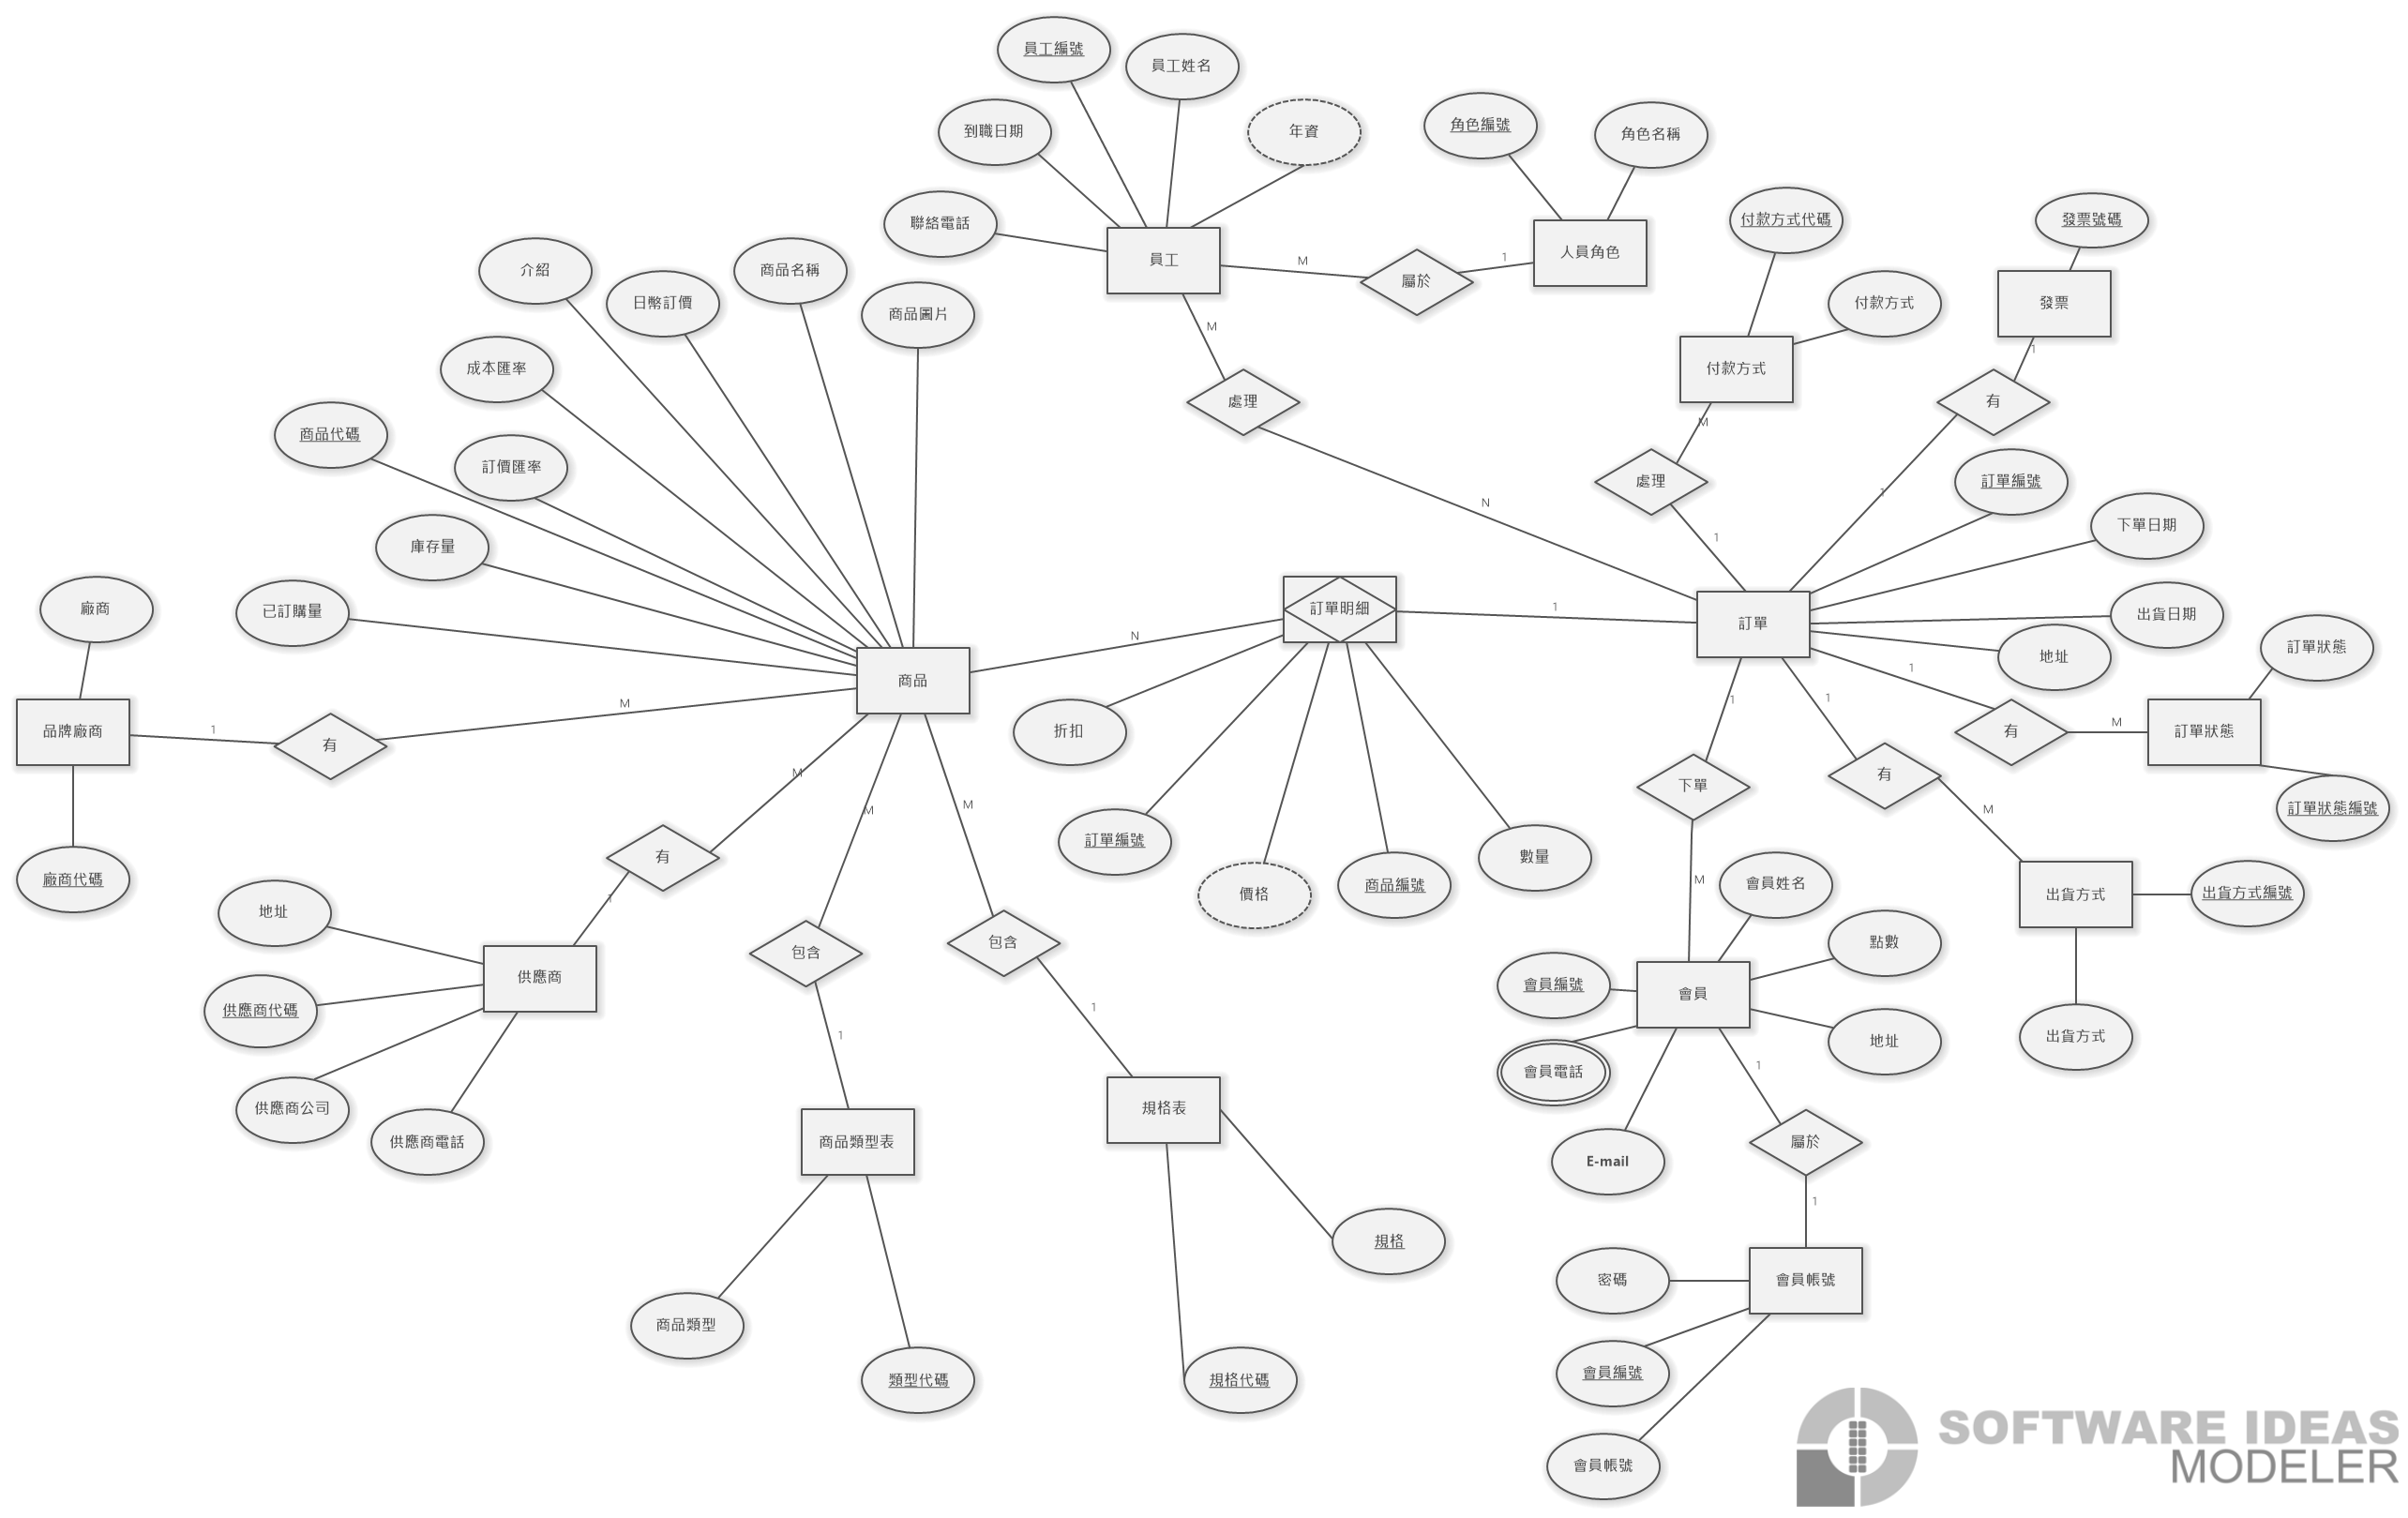 員工編號
員工姓名
到職日期
年資
角色編號
角色名稱
聯絡電話
付款方式代碼
發票號碼
員工
M
1
人員角色
屬於
介紹
日幣訂價
商品名稱
商品圖片
付款方式
發票
M
1
處理
付款方式
有
成本匯率
M
商品代碼
訂價匯率
處理
N
1
訂單編號
庫存量
1
下單日期
廠商
已訂購量
訂單明細
1
訂單
出貨日期
N
地址
訂單狀態
1
商品
品牌廠商
1
有
M
折扣
1
1
有
M
訂單狀態
M
有
下單
訂單狀態編號
M
M
M
有
訂單編號
價格
商品編號
數量
M
會員姓名
出貨方式
出貨方式編號
廠商代碼
1
地址
包含
包含
點數
供應商
會員編號
會員
供應商代碼
1
1
會員電話
地址
出貨方式
1
供應商公司
供應商電話
商品類型表
規格表
E-mail
屬於
1
規格
密碼
會員帳號
商品類型
類型代碼
規格代碼
會員編號
會員帳號
SOFTWARE IDEAS
MODELER